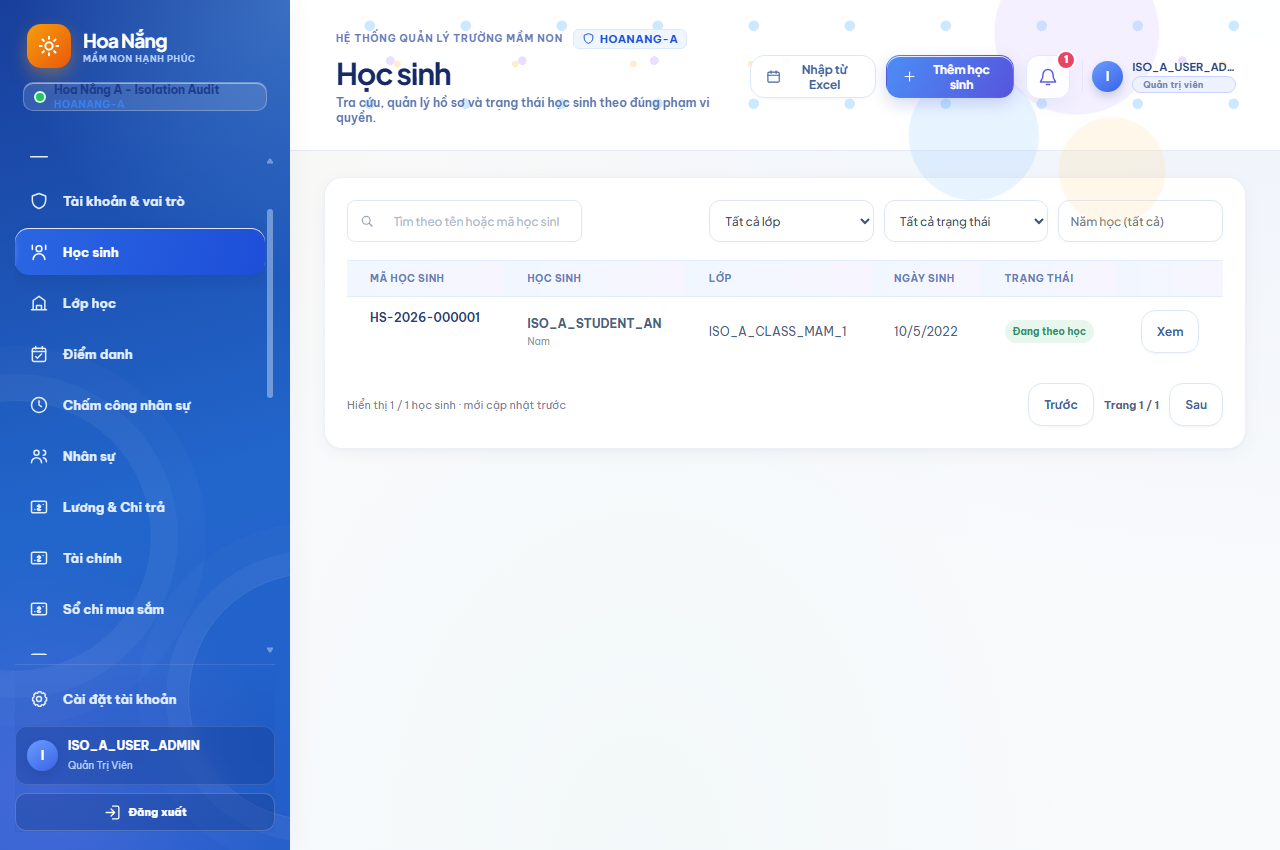 Hoa Nắng
MẦM NON HẠNH PHÚC
Hoa Nắng A - Isolation Audit
HOANANG-A
Tài khoản & vai trò
Học sinh
Lớp học
Điểm danh
Chấm công nhân sự
Nhân sự
Lương & Chi trả
Tài chính
Sổ chi mua sắm
Cài đặt tài khoản
I
ISO_A_USER_ADMIN
Quản Trị Viên
Đăng xuất
HỆ THỐNG QUẢN LÝ TRƯỜNG MẦM NON
HOANANG-A
Học sinh
Tra cứu, quản lý hồ sơ và trạng thái học sinh theo đúng phạm vi
quyền.
Nhập từ
Excel
Thêm học
sinh
1
I
ISO_A_USER_AD...
Quản trị viên
Tìm theo tên hoặc mã học sinl
Tất cả lớp
Tất cả trạng thái
Năm học (tất cả)
MÃ HỌC SINH HỌC SINH LỚP NGÀY SINH TRẠNG THÁI
HS-2026-000001 ISO_A_STUDENT_AN ISO_A_CLASS_MAM_1 10/5/2022 Đang theo học Xem
Nam
Hiển thị 1 / 1 học sinh · mới cập nhật trước
Trước Trang 1 / 1 Sau